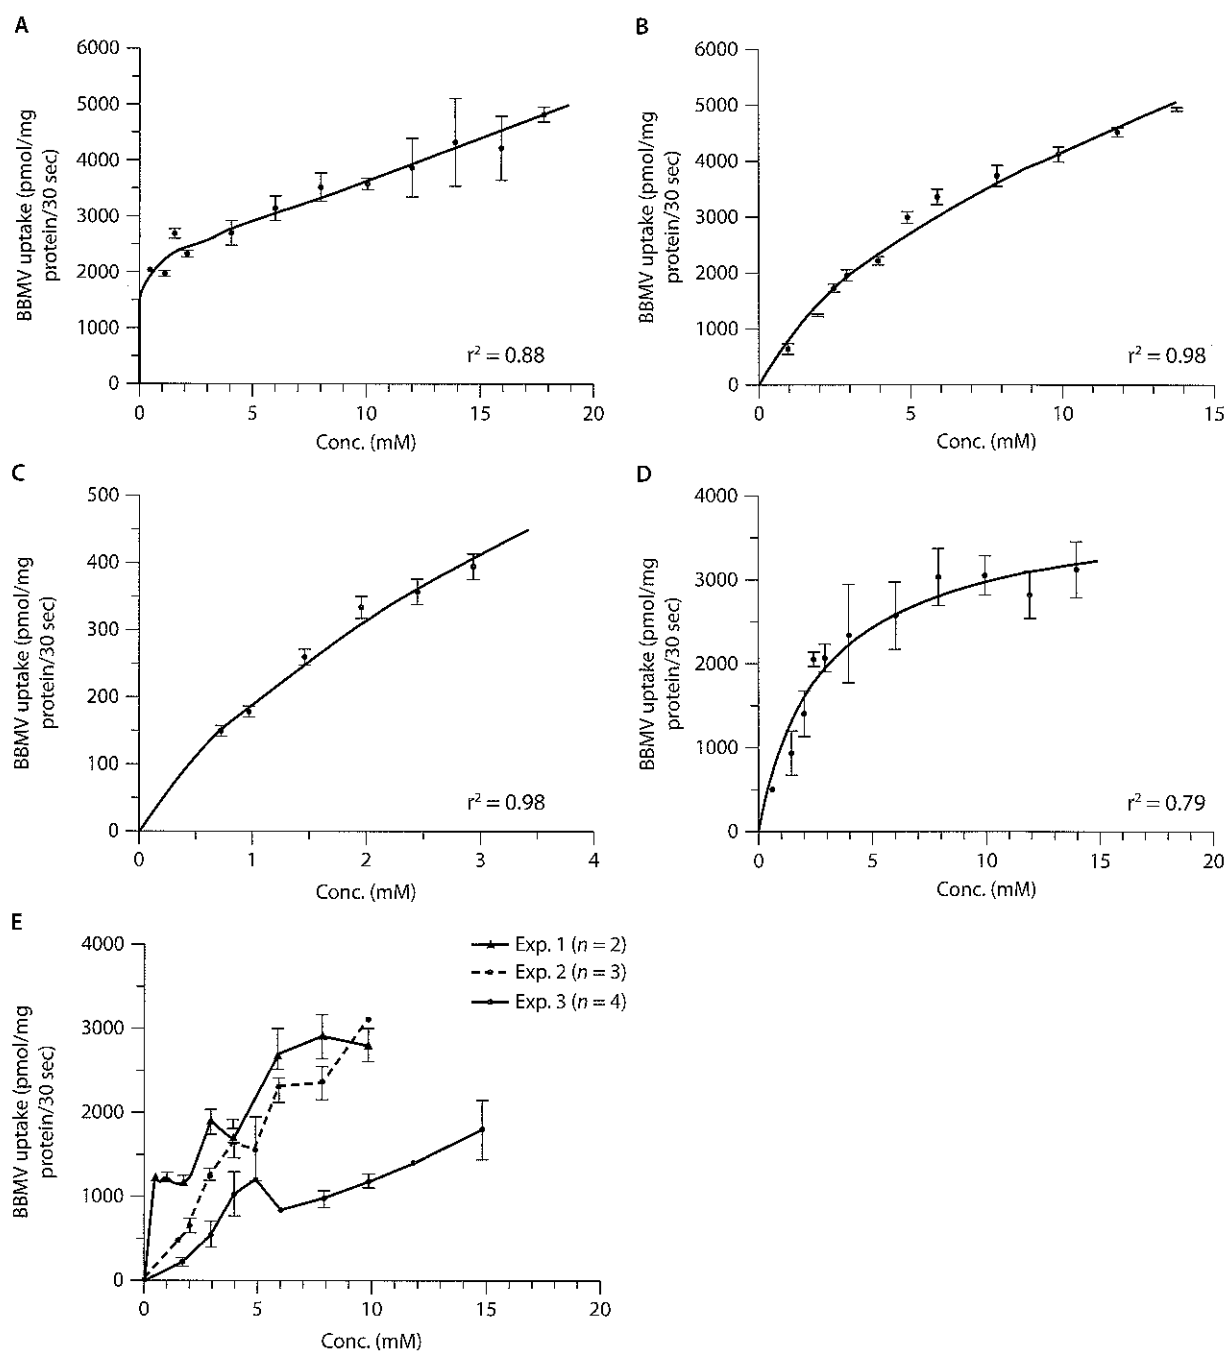 A
BBMV uptake (pmol/mg
protein/30 sec)
6000
5000
4000
3000
2000
1000
0
0 5 10 15 20
Conc. (mM)
r² = 0.88
B
BBMV uptake (pmol/mg
protein/30 sec)
6000
5000
4000
3000
2000
1000
0
0 5 10 15
Conc. (mM)
r² = 0.98
C
BBMV uptake (pmol/mg
protein/30 sec)
500
400
300
200
100
0
0 1 2 3 4
Conc. (mM)
r² = 0.98
D
BBMV uptake (pmol/mg
protein/30 sec)
4000
3000
2000
1000
0
0 5 10 15 20
Conc. (mM)
r² = 0.79
E
BBMV uptake (pmol/mg
protein/30 sec)
4000
3000
2000
1000
0
0 5 10 15 20
Conc. (mM)
Exp. 1 (n = 2)
Exp. 2 (n = 3)
Exp. 3 (n = 4)